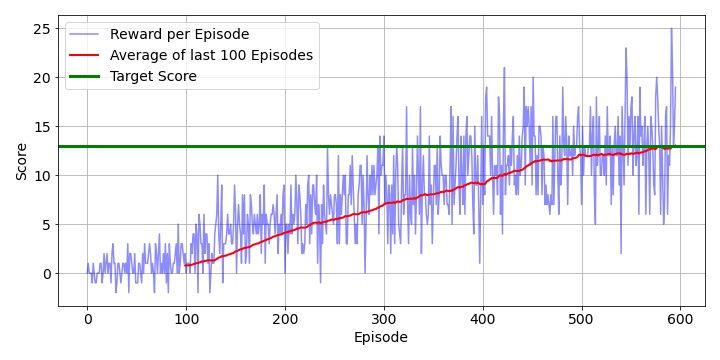 Reward per Episode
Average of last 100 Episodes
Target Score
25
20
15
10
5
0
Score
0 100 200 300 400 500 600
Episode